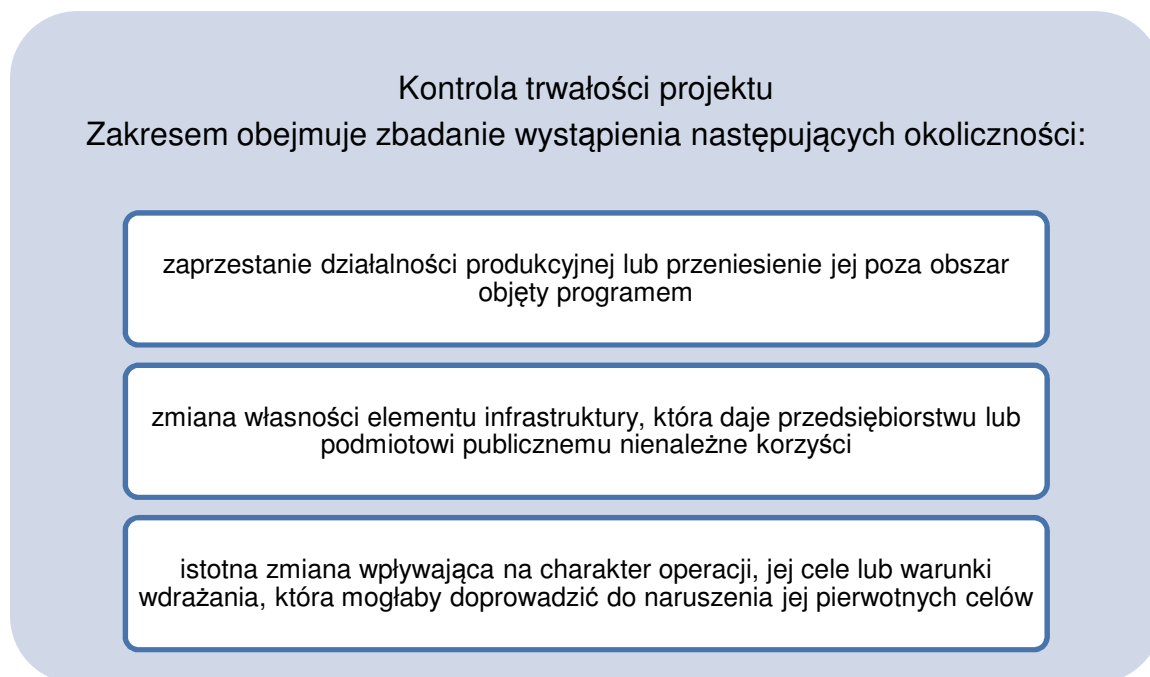 Kontrola trwałości projektu
Zakresem obejmuje zbadanie wystąpienia następujących okoliczności:
zaprzestanie działalności produkcyjnej lub przeniesienie jej poza obszar
objęty programem
zmiana własności elementu infrastruktury, która daje przedsiębiorstwu lub
podmiotowi publicznemu nienależne korzyści
istotna zmiana wpływająca na charakter operacji, jej cele lub warunki
wdrażania, która mogłaby doprowadzić do naruszenia jej pierwotnych celów